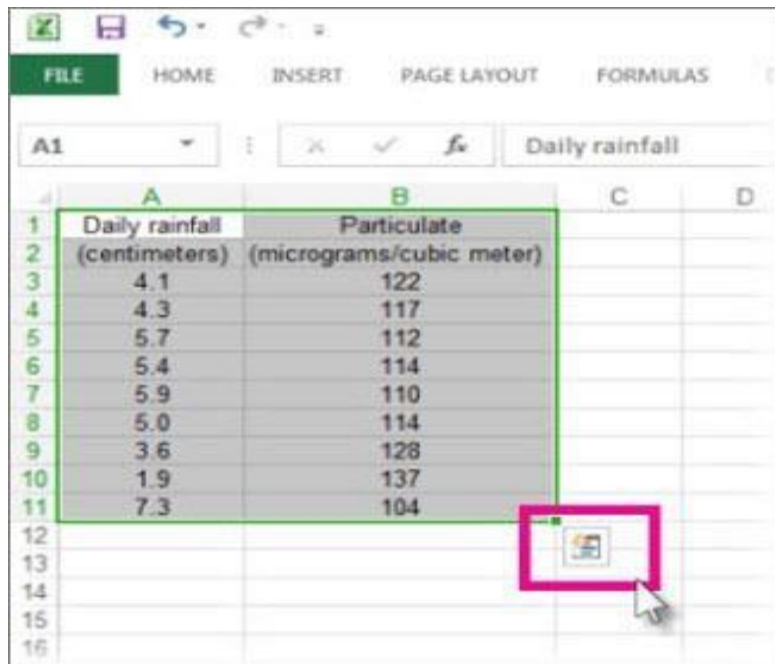 FILE HOME INSERT PAGE LAYOUT FORMULAS
A1 fx Daily rainfall
A B C D
1 Daily rainfall Particulate
2 (centimeters) (micrograms/cubic meter)
3 4.1 122
4 4.3 117
5 5.7 112
6 5.4 114
7 5.9 110
8 5.0 114
9 3.6 128
10 1.9 137
11 7.3 104
12
13
14
15
16